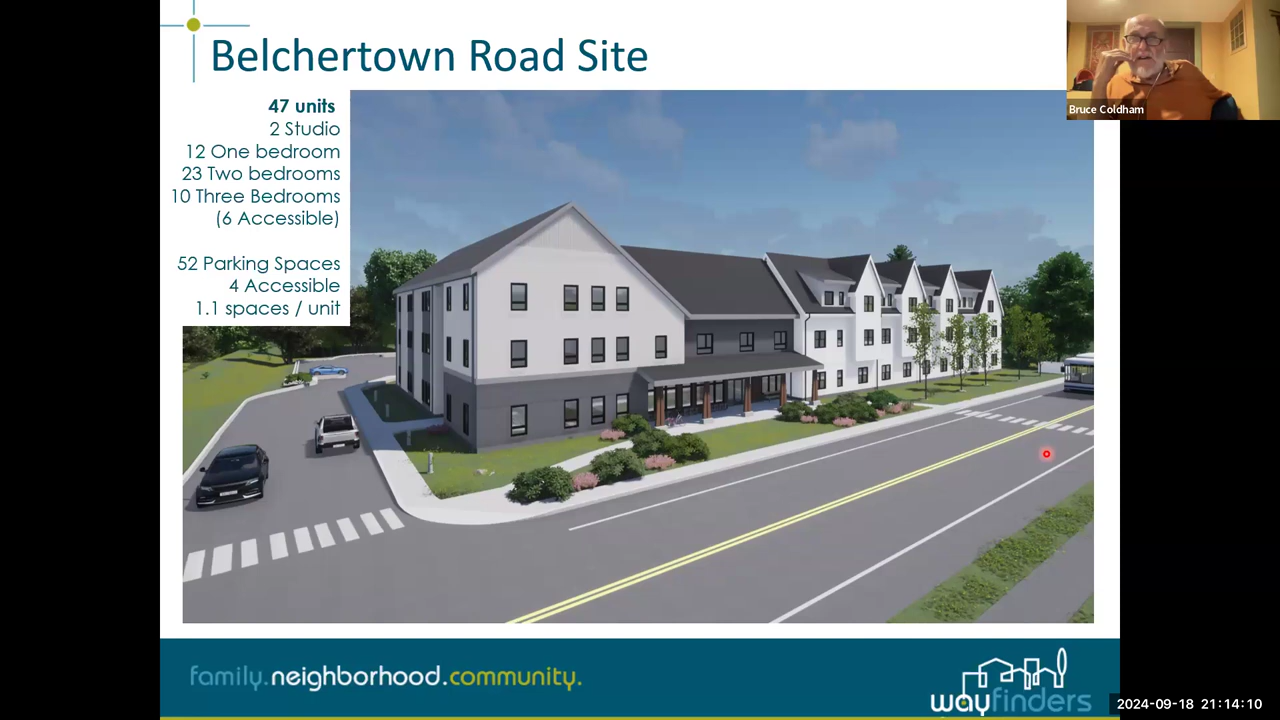 Belchertown Road Site
47 units
2 Studio
12 One bedroom
23 Two bedrooms
10 Three Bedrooms
(6 Accessible)
52 Parking Spaces
4 Accessible
1.1 spaces / unit
Bruce Coldham
family.neighborhood.community.
wayfinders
2024-09-18 21:14:10